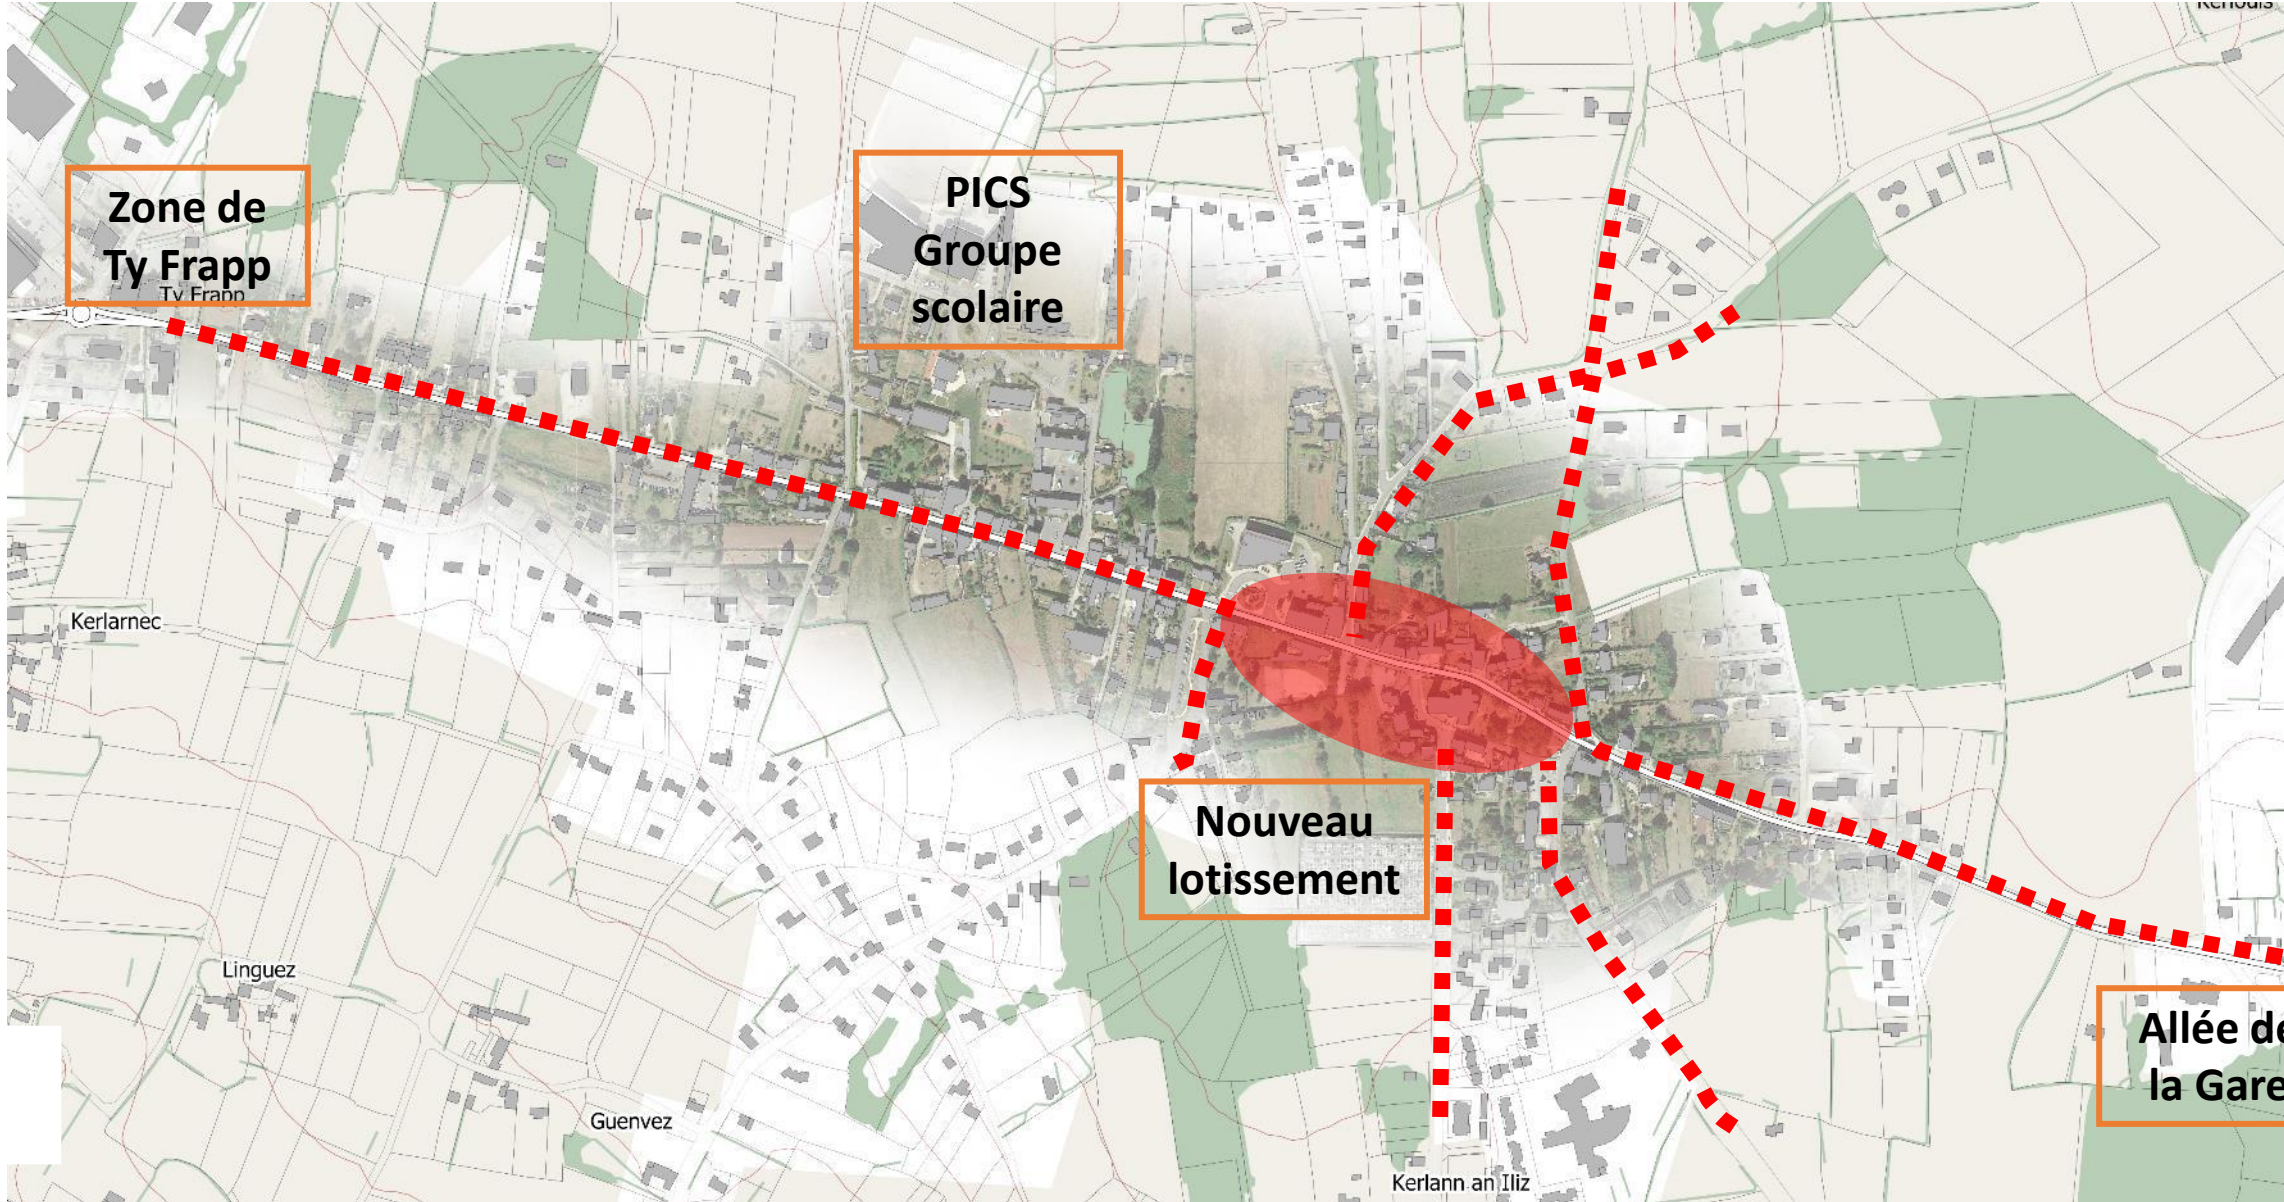 Kerlouis
Zone de
Ty Frapp
Ty Frapp
PICS
Groupe
scolaire
Kerlarnec
Nouveau
lotissement
Linguez
Allée de
la Gare
Guenvez
Kerlann an Iliz